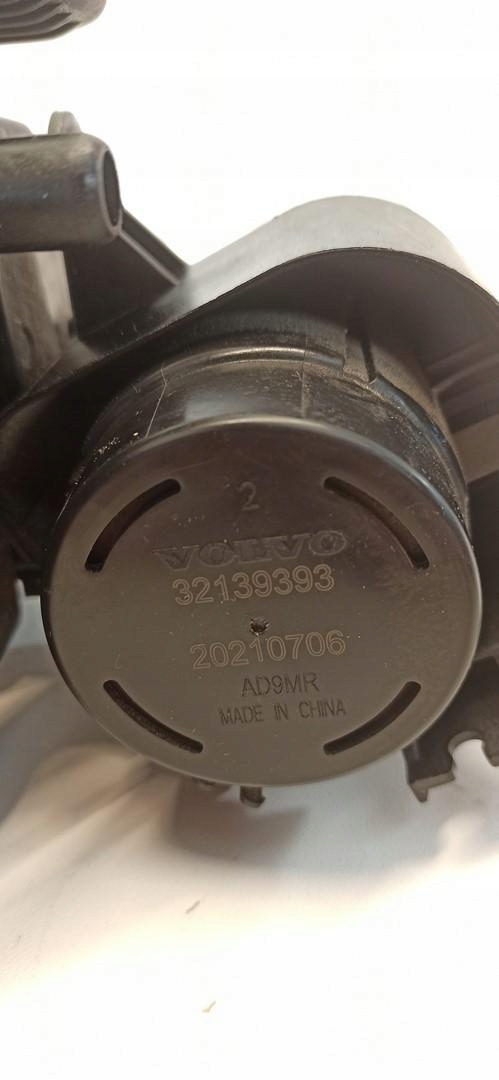 2
VOLVO
32139393
20210706
AD9MR
MADE IN CHINA